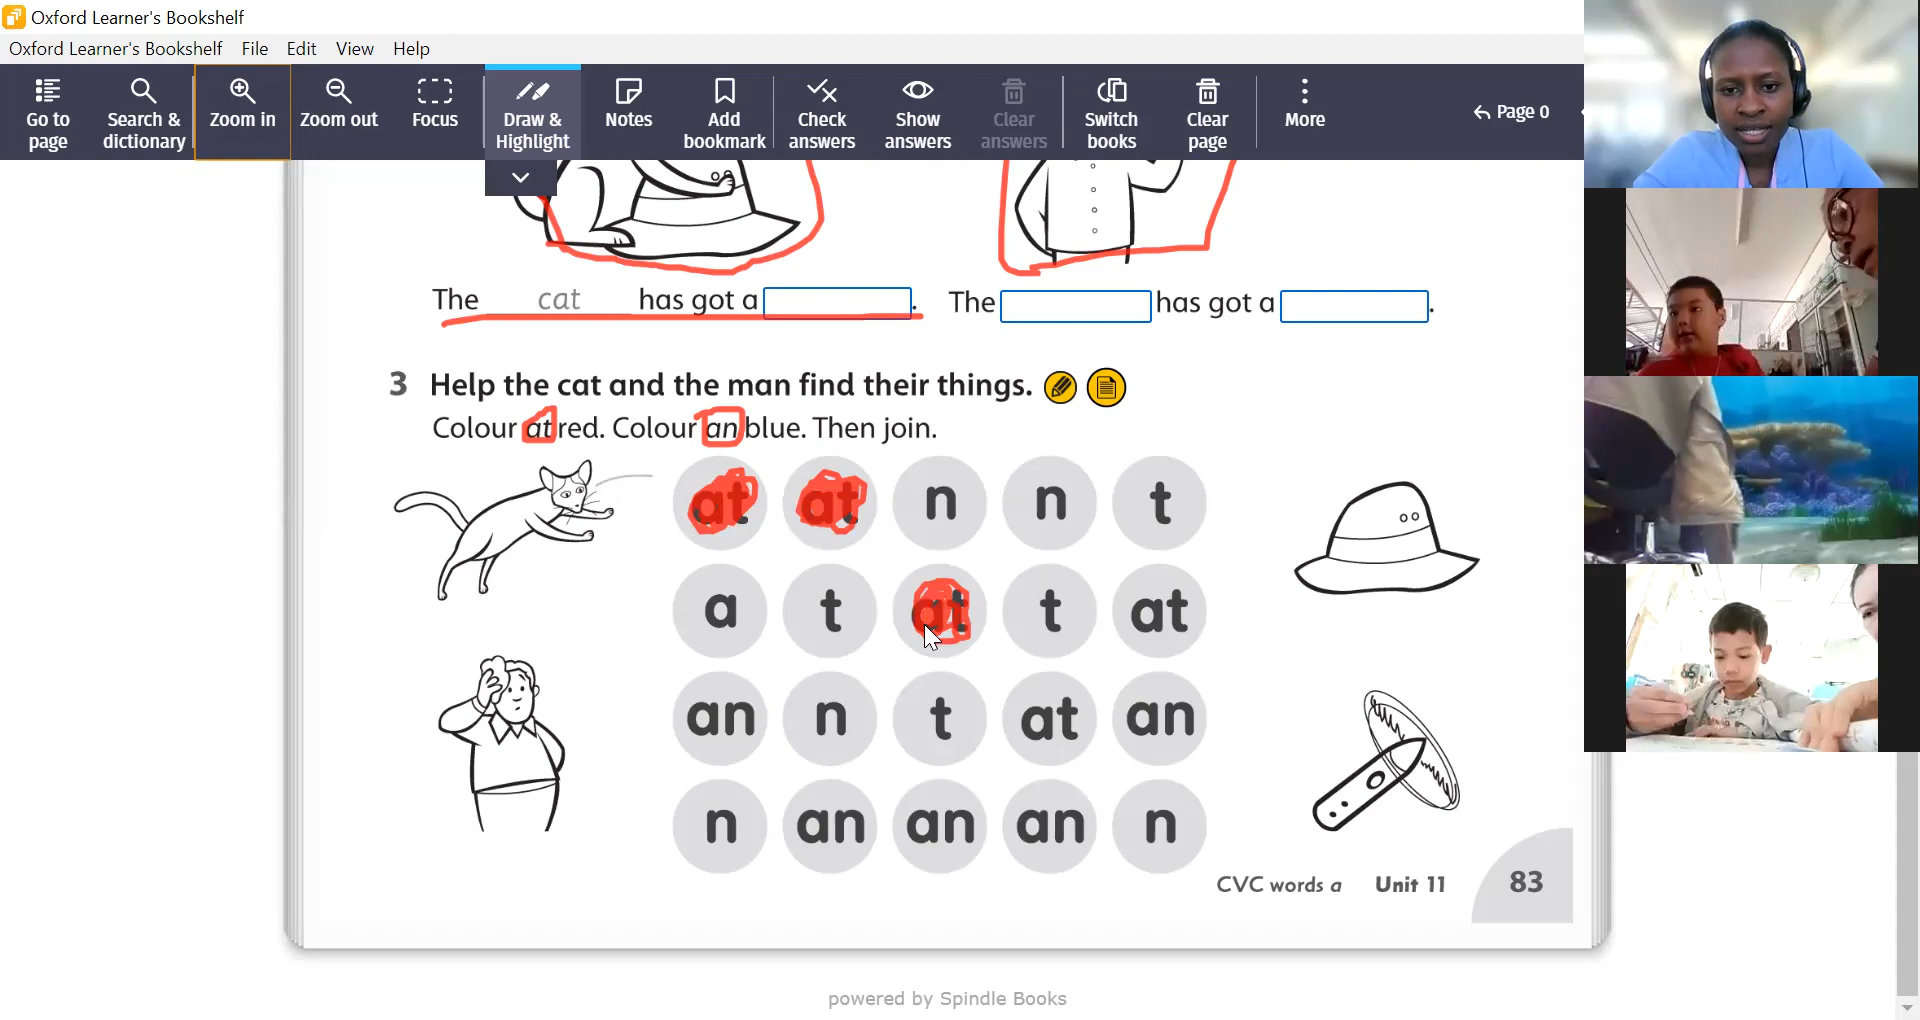 Oxford Learner's Bookshelf
Oxford Learner's Bookshelf File Edit View Help
Go to page
Search & dictionary
Zoom in
Zoom out
Focus
Draw & Highlight
Notes
Add bookmark
Check answers
Show answers
Clear answers
Switch books
Clear page
More
Page 0
The cat has got a . The has got a .
3 Help the cat and the man find their things.
Colour at red. Colour an blue. Then join.
at at n n t
a t at t at
an n t at an
n an an an n
CVC words a Unit 11 83
powered by Spindle Books